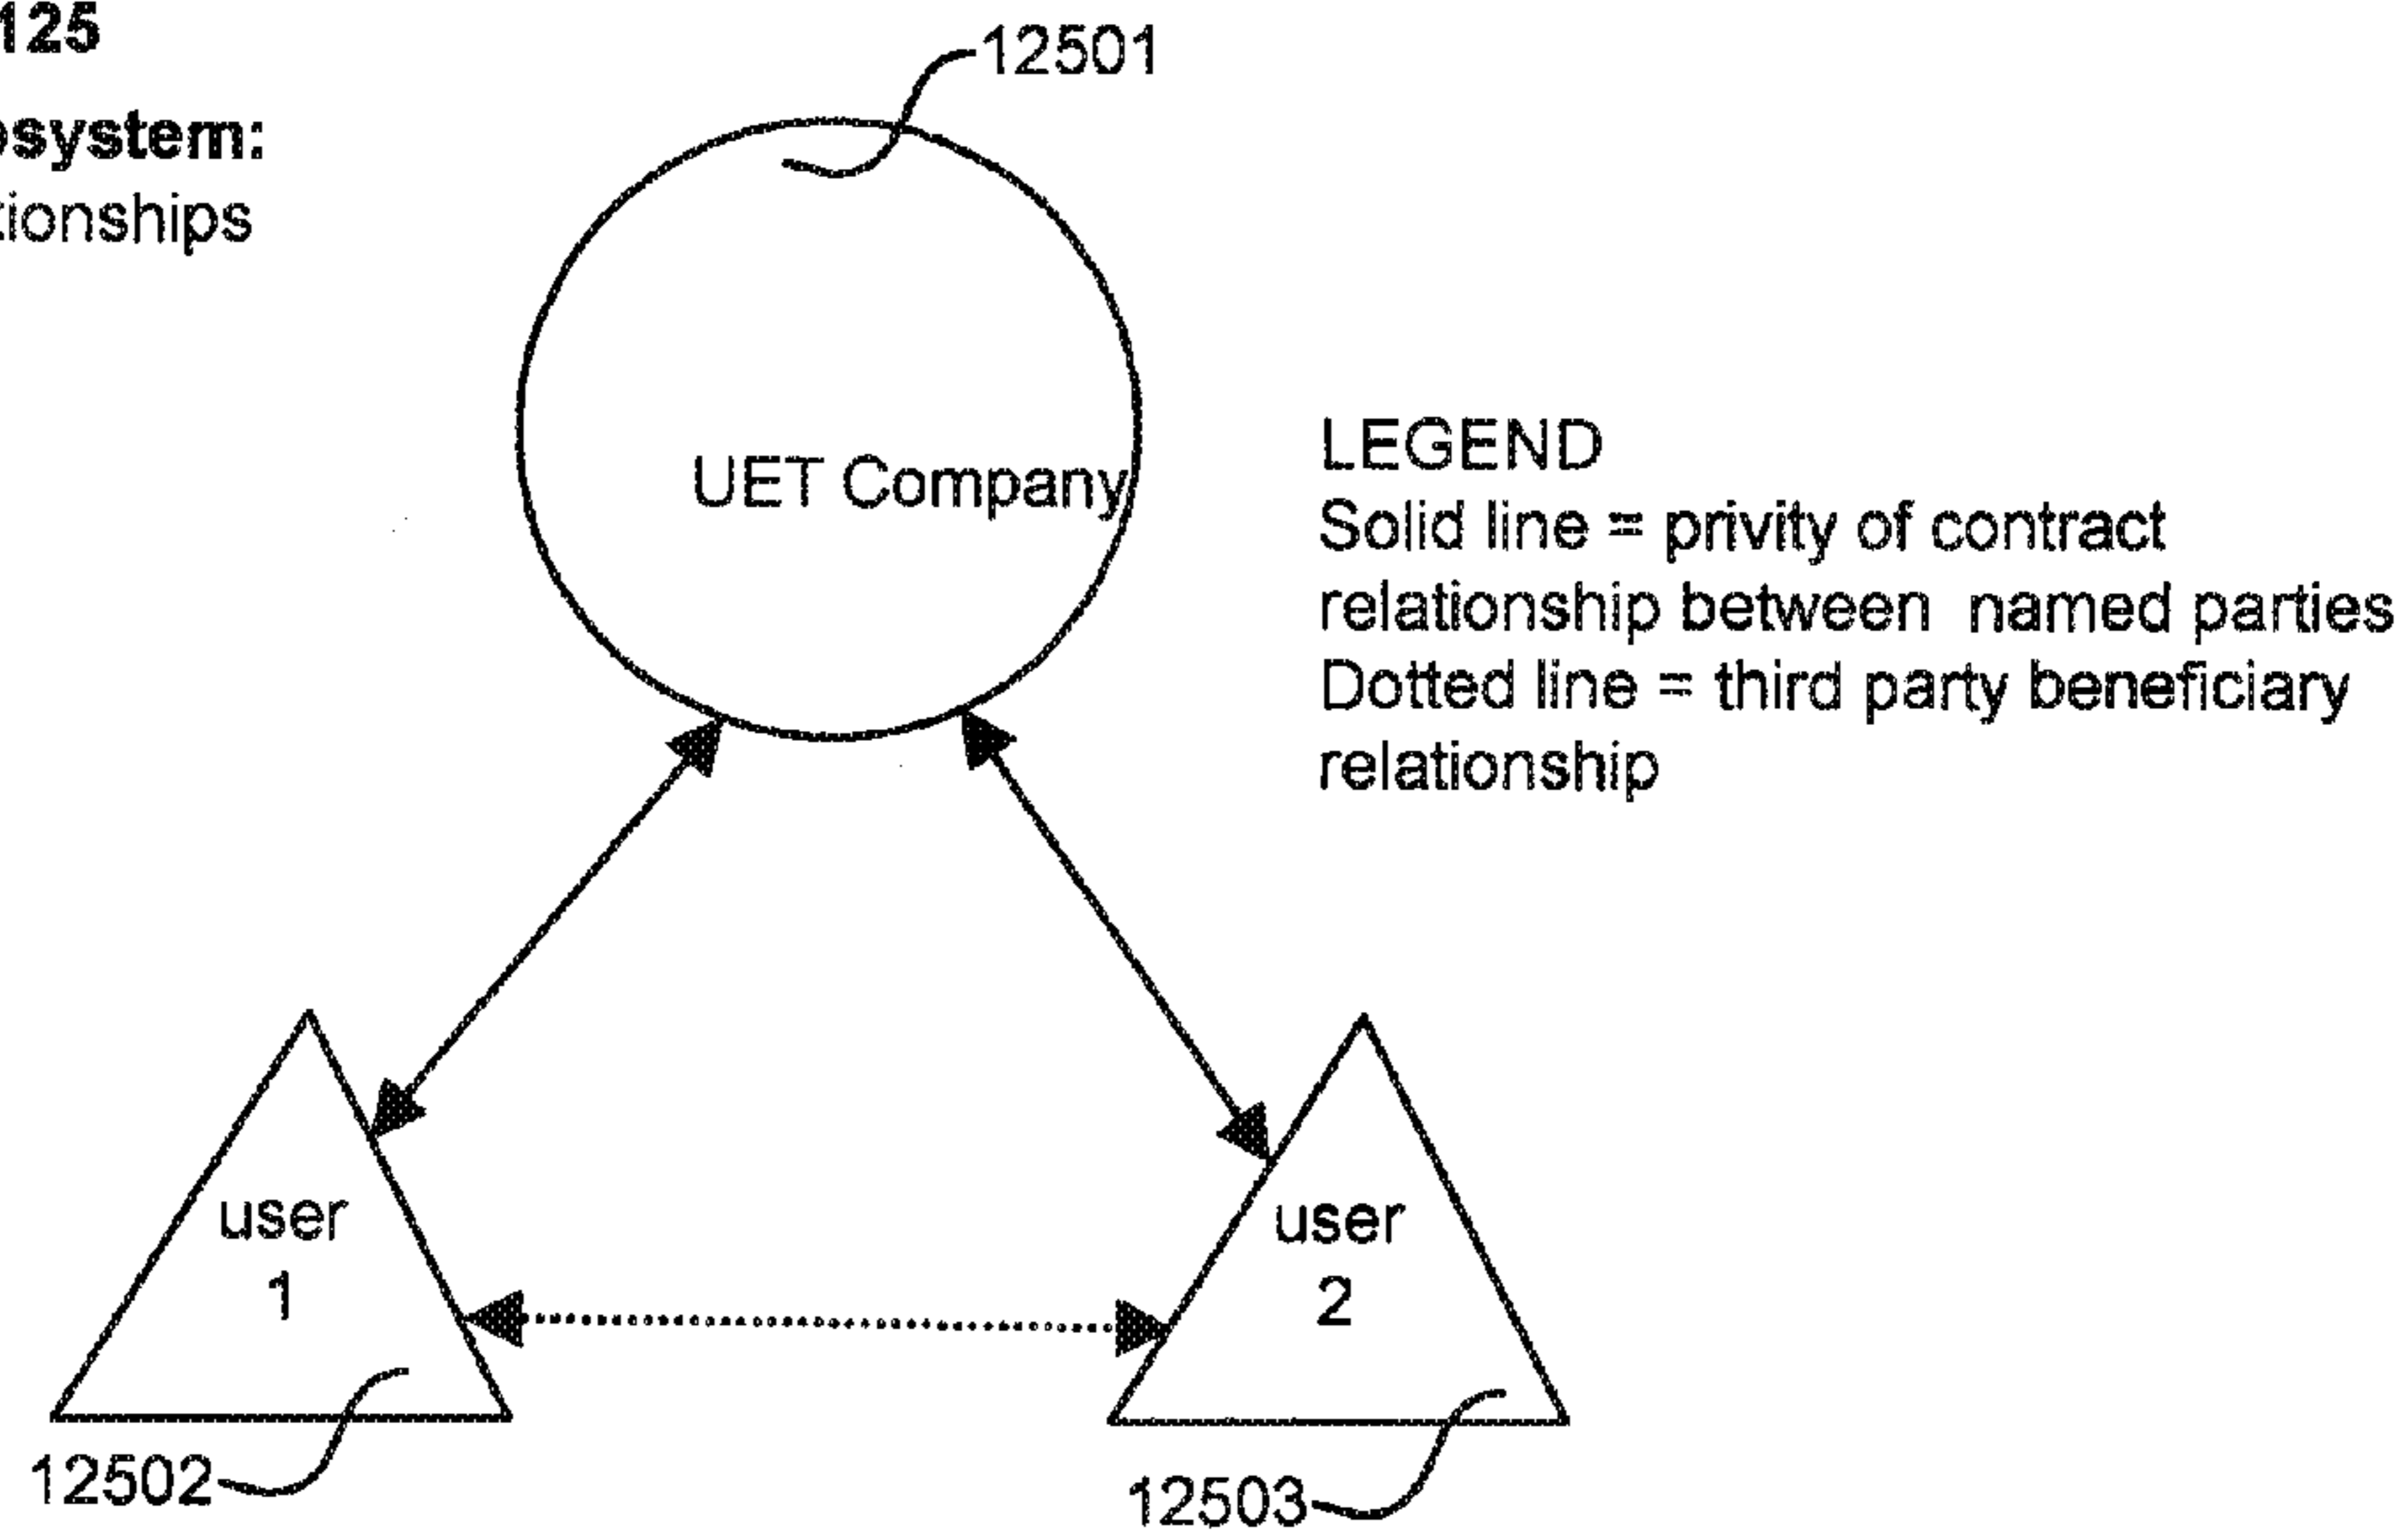 125
osystem:
tionships
12501
UET Company
LEGEND
Solid line = privity of contract
relationship between named parties
Dotted line = third party beneficiary
relationship
user
1
user
2
12502
12503